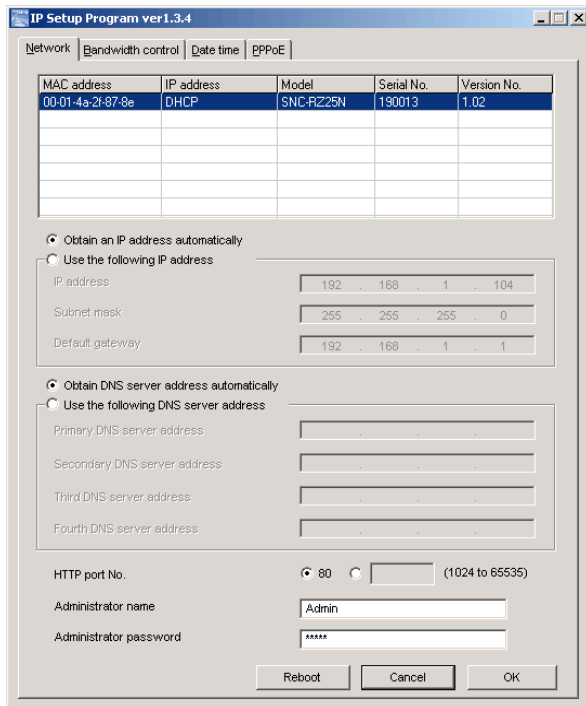 IP Setup Program ver1.3.4
Network Bandwidth control Date time PPPoE
MAC address IP address Model Serial No. Version No.
00-01-4a-2f-87-8e DHCP SNC-RZ25N 190013 1.02
Obtain an IP address automatically
Use the following IP address
IP address 192 . 168 . 1 . 104
Subnet mask 255 . 255 . 255 . 0
Default gateway 192 . 168 . 1 . 1
Obtain DNS server address automatically
Use the following DNS server address
Primary DNS server address . . .
Secondary DNS server address . . .
Third DNS server address . . .
Fourth DNS server address . . .
HTTP port No. 80 (1024 to 65535)
Administrator name Admin
Administrator password *****
Reboot Cancel OK